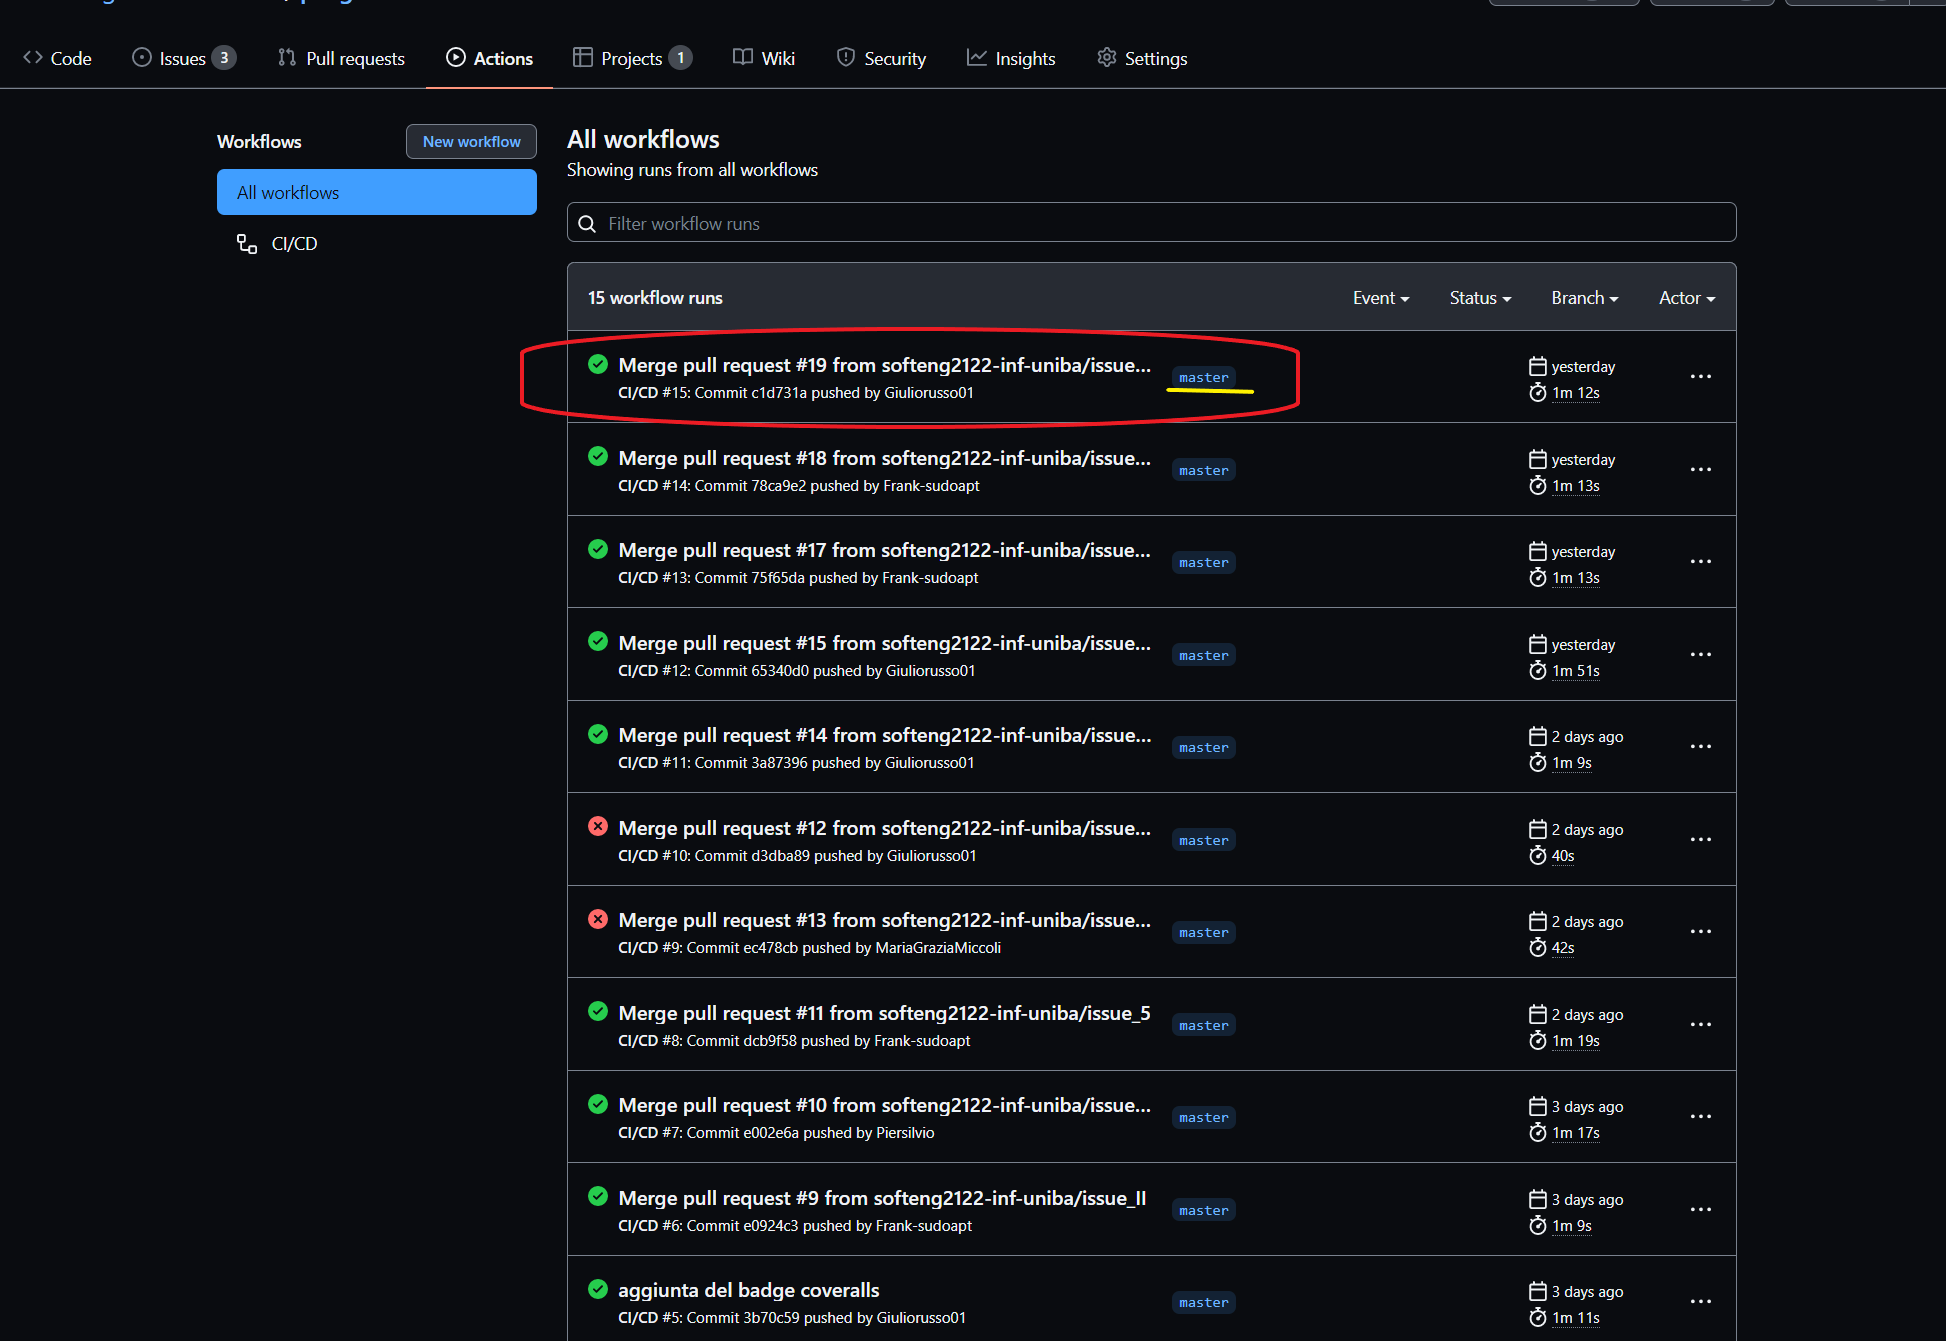 Code
Issues 3
Pull requests
Actions
Projects 1
Wiki
Security
Insights
Settings
Workflows
New workflow
All workflows
CI/CD
All workflows
Showing runs from all workflows
Filter workflow runs
15 workflow runs
Event
Status
Branch
Actor
Merge pull request #19 from softeng2122-inf-uniba/issue...
CI/CD #15: Commit c1d731a pushed by Giuliorusso01
master
yesterday
1m 12s
Merge pull request #18 from softeng2122-inf-uniba/issue...
CI/CD #14: Commit 78ca9e2 pushed by Frank-sudoapt
master
yesterday
1m 13s
Merge pull request #17 from softeng2122-inf-uniba/issue...
CI/CD #13: Commit 75f65da pushed by Frank-sudoapt
master
yesterday
1m 13s
Merge pull request #15 from softeng2122-inf-uniba/issue...
CI/CD #12: Commit 65340d0 pushed by Giuliorusso01
master
yesterday
1m 51s
Merge pull request #14 from softeng2122-inf-uniba/issue...
CI/CD #11: Commit 3a87396 pushed by Giuliorusso01
master
2 days ago
1m 9s
Merge pull request #12 from softeng2122-inf-uniba/issue...
CI/CD #10: Commit d3dba89 pushed by Giuliorusso01
master
2 days ago
40s
Merge pull request #13 from softeng2122-inf-uniba/issue...
CI/CD #9: Commit ec478cb pushed by MariaGraziaMiccoli
master
2 days ago
42s
Merge pull request #11 from softeng2122-inf-uniba/issue_5
CI/CD #8: Commit dcb9f58 pushed by Frank-sudoapt
master
2 days ago
1m 19s
Merge pull request #10 from softeng2122-inf-uniba/issue...
CI/CD #7: Commit e002e6a pushed by Piersilvio
master
3 days ago
1m 17s
Merge pull request #9 from softeng2122-inf-uniba/issue_II
CI/CD #6: Commit e0924c3 pushed by Frank-sudoapt
master
3 days ago
1m 9s
aggiunta del badge coveralls
CI/CD #5: Commit 3b70c59 pushed by Giuliorusso01
master
3 days ago
1m 11s